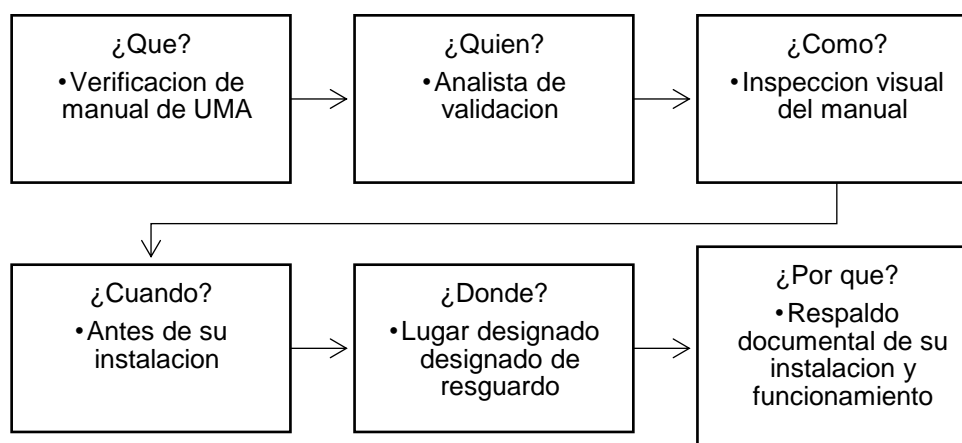 ¿Que?
•Verificacion de
manual de UMA
¿Quien?
•Analista de
validacion
¿Como?
•Inspeccion visual
del manual
¿Cuando?
•Antes de su
instalacion
¿Donde?
•Lugar designado
designado de
resguardo
¿Por que?
•Respaldo
documental de su
instalacion y
funcionamiento